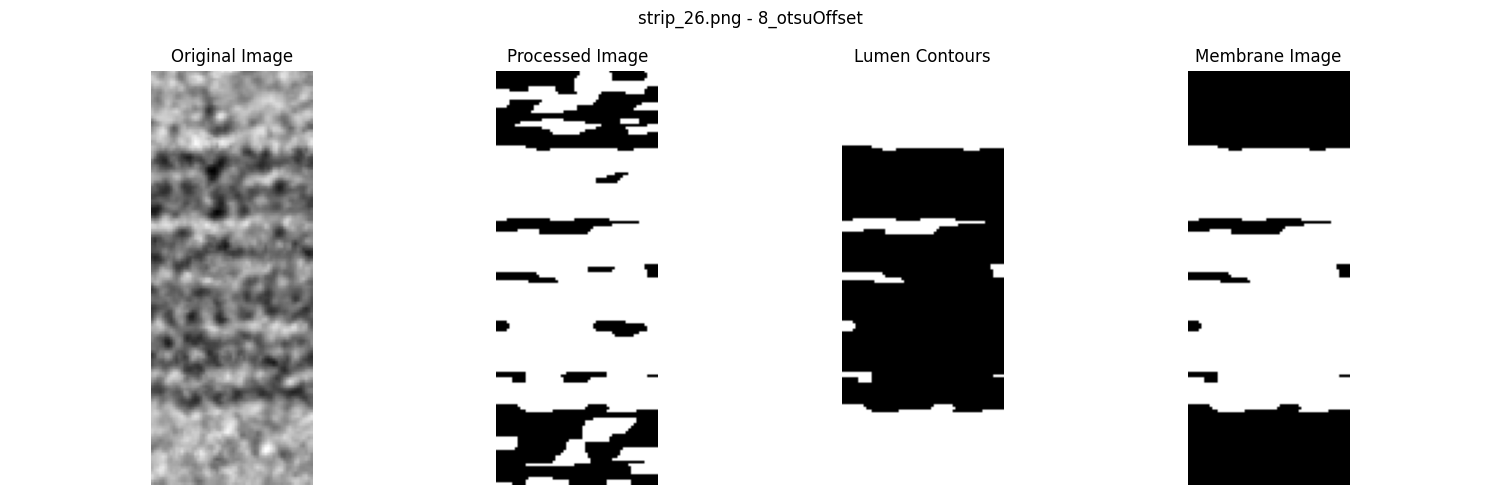 strip_26.png - 8_otsuOffset
Original Image
Processed Image
Lumen Contours
Membrane Image